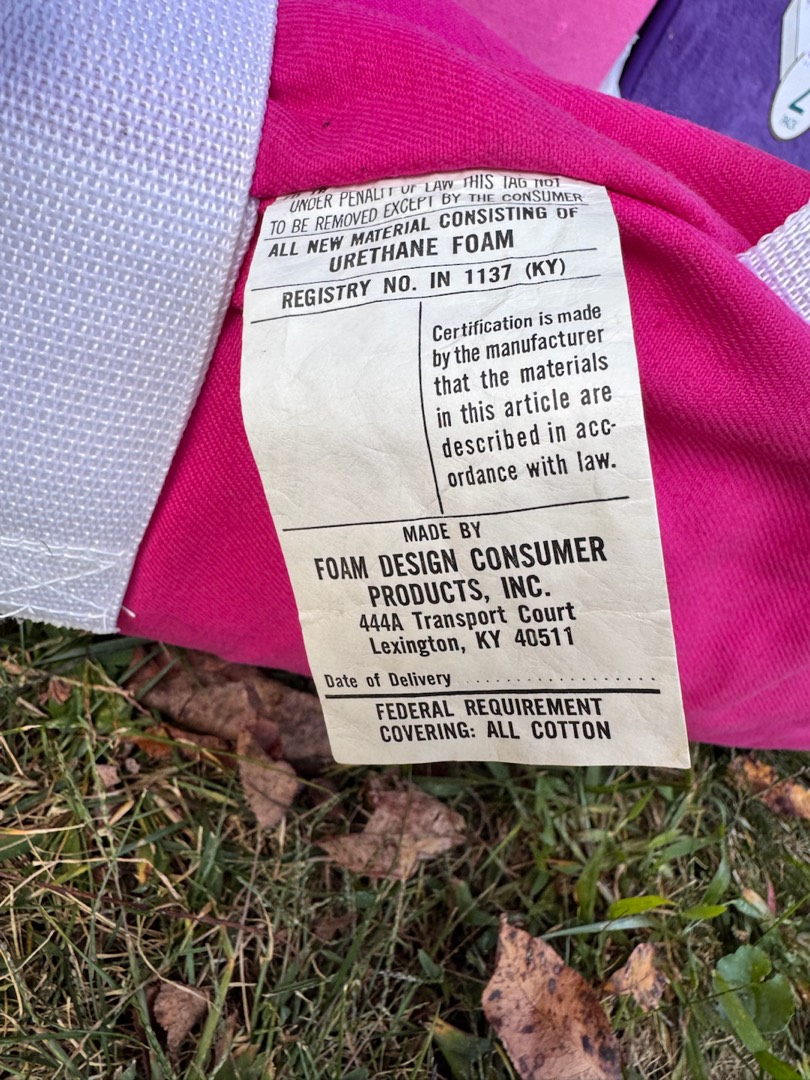 UNDER PENALTY OF LAW THIS TAG NOT
TO BE REMOVED EXCEPT BY THE CONSUMER
ALL NEW MATERIAL CONSISTING OF
URETHANE FOAM
REGISTRY NO. IN 1137 (KY)
Certification is made
by the manufacturer
that the materials
in this article are
described in acc-
ordance with law.
MADE BY
FOAM DESIGN CONSUMER
PRODUCTS, INC.
444A Transport Court
Lexington, KY 40511
Date of Delivery ..................
FEDERAL REQUIREMENT
COVERING: ALL COTTON